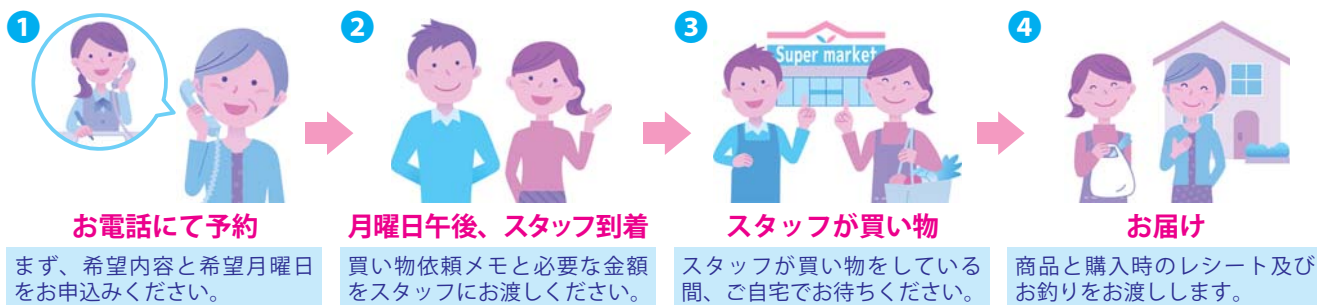 1
お電話にて予約
まず、希望内容と希望月曜日
をお申込みください。
2
月曜日午後、スタッフ到着
買い物依頼メモと必要な金額
をスタッフにお渡しください。
3
Super market
スタッフが買い物
スタッフが買い物をしている
間、ご自宅でお待ちください。
4
お届け
商品と購入時のレシート及び
お釣りをお渡しします。